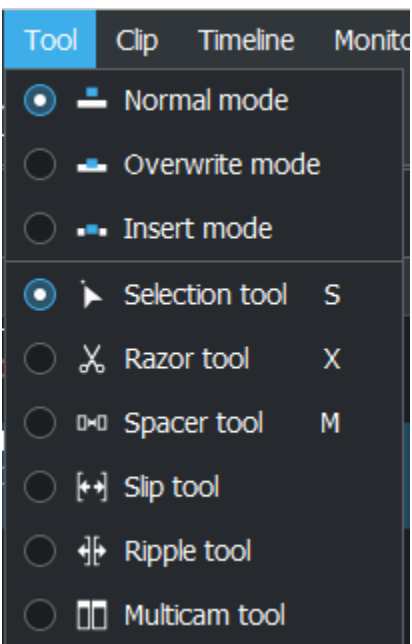 Tool Clip Timeline
Normal mode
Overwrite mode
Insert mode
Selection tool S
Razor tool X
Spacer tool M
Slip tool
Ripple tool
Multicam tool